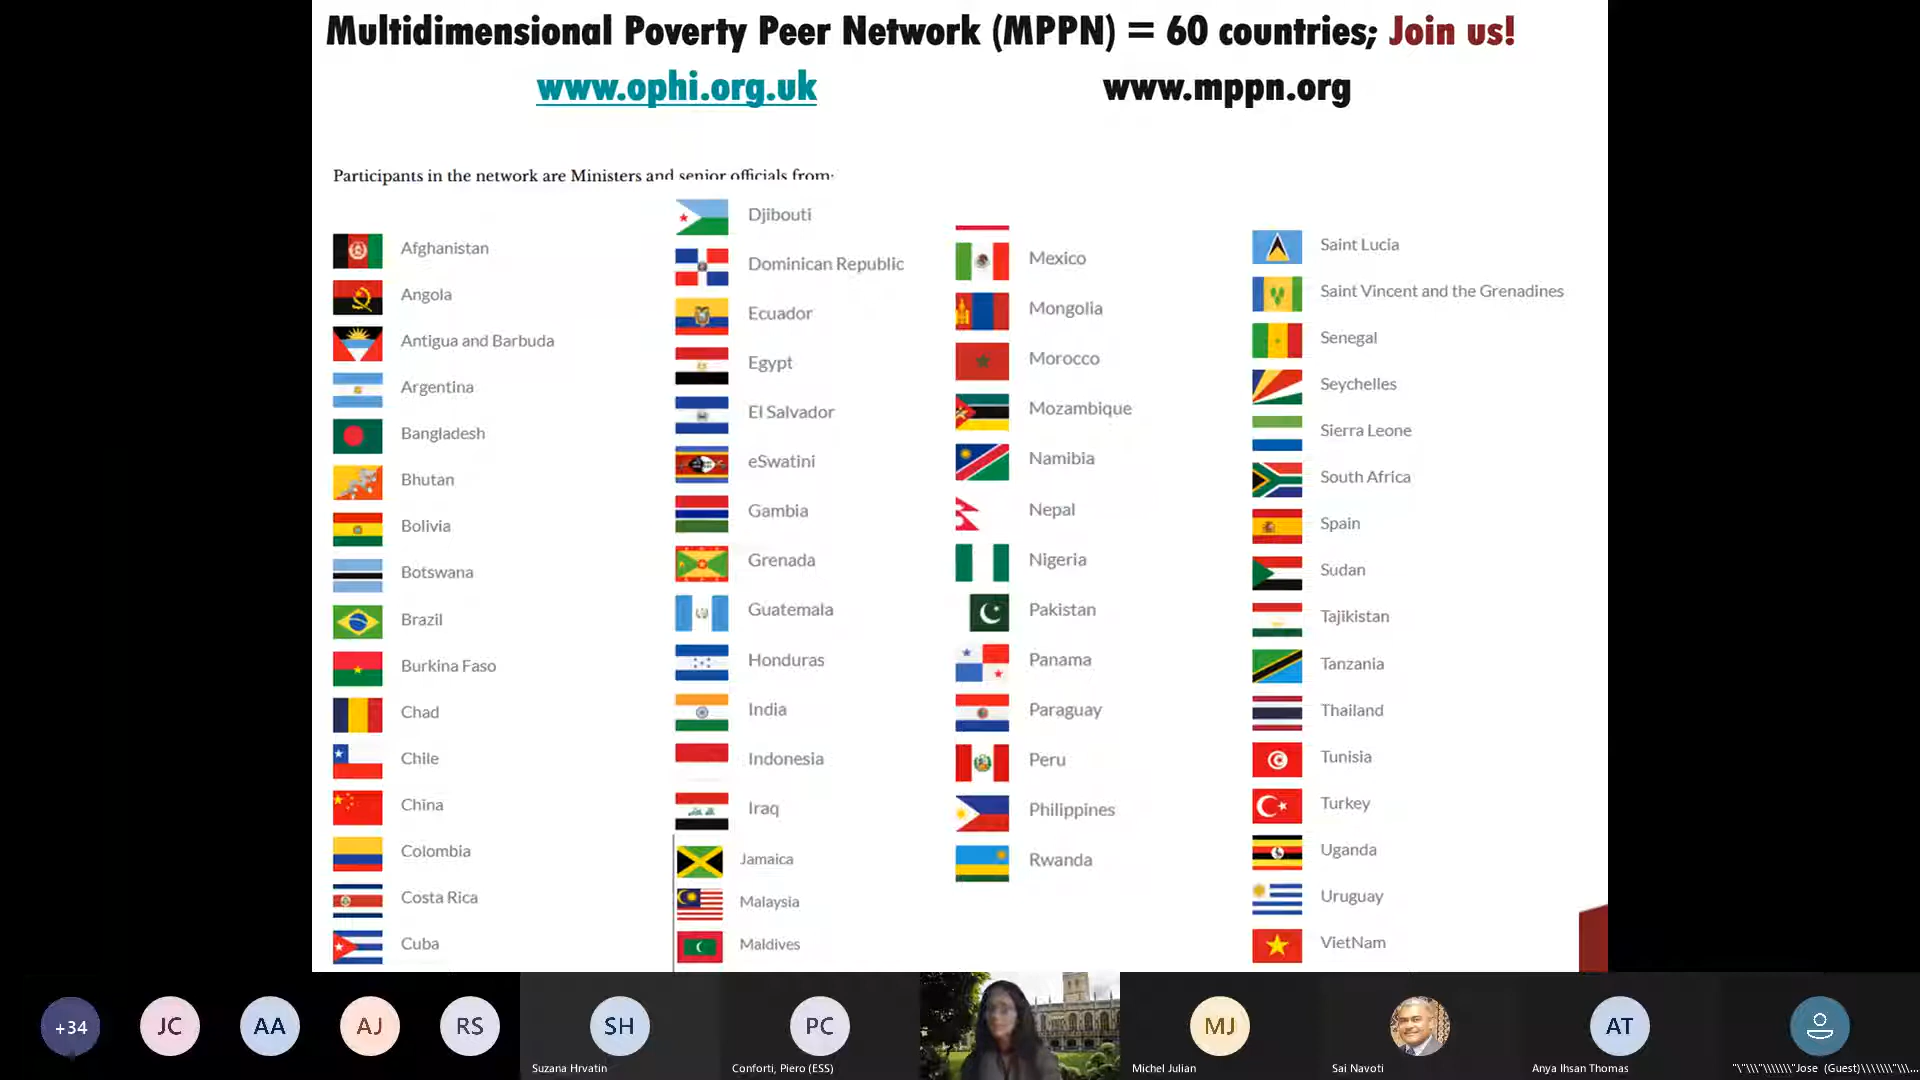 Multidimensional Poverty Peer Network (MPPN) = 60 countries; Join us!
www.ophi.org.uk
www.mppn.org
Participants in the network are Ministers and senior officials from:
Afghanistan
Angola
Antigua and Barbuda
Argentina
Bangladesh
Bhutan
Bolivia
Botswana
Brazil
Burkina Faso
Chad
Chile
China
Colombia
Costa Rica
Cuba
Djibouti
Dominican Republic
Ecuador
Egypt
El Salvador
eSwatini
Gambia
Grenada
Guatemala
Honduras
India
Indonesia
Iraq
Jamaica
Malaysia
Maldives
Mexico
Mongolia
Morocco
Mozambique
Namibia
Nepal
Nigeria
Pakistan
Panama
Paraguay
Peru
Philippines
Rwanda
Saint Lucia
Saint Vincent and the Grenadines
Senegal
Seychelles
Sierra Leone
South Africa
Spain
Sudan
Tajikistan
Tanzania
Thailand
Tunisia
Turkey
Uganda
Uruguay
VietNam
+34
JC
AA
AJ
RS
SH
Suzana Hrvatin
PC
Conforti, Piero (ESS)
MJ
Michel Julian
Sai Navoti
AT
Anya Ihsan Thomas
"\"\\\"\\\\\\\"Jose (Guest)\\\\\\\"\\...